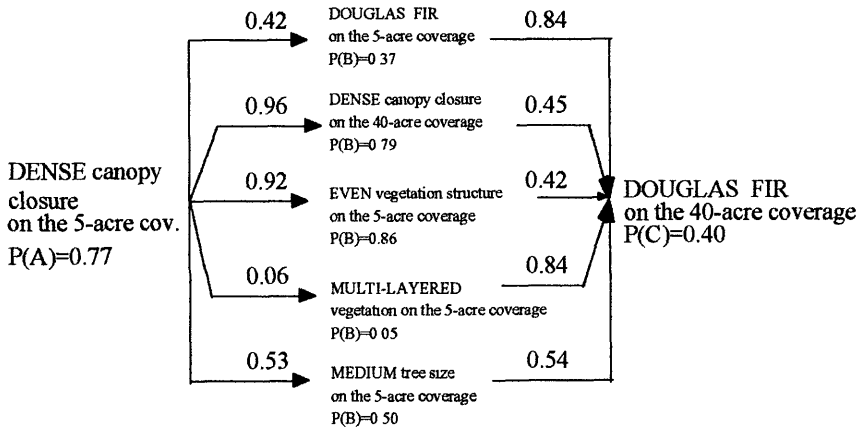 0.42
DOUGLAS FIR
on the 5-acre coverage
P(B)=0 37
0.84
0.96
DENSE canopy closure
on the 40-acre coverage
P(B)=0 79
0.45
DENSE canopy
closure
on the 5-acre cov.
P(A)=0.77
0.92
EVEN vegetation structure
on the 5-acre coverage
P(B)=0.86
0.42
DOUGLAS FIR
on the 40-acre coverage
P(C)=0.40
0.06
MULTI-LAYERED
vegetation on the 5-acre coverage
P(B)=0 05
0.84
0.53
MEDIUM tree size
on the 5-acre coverage
P(B)=0 50
0.54